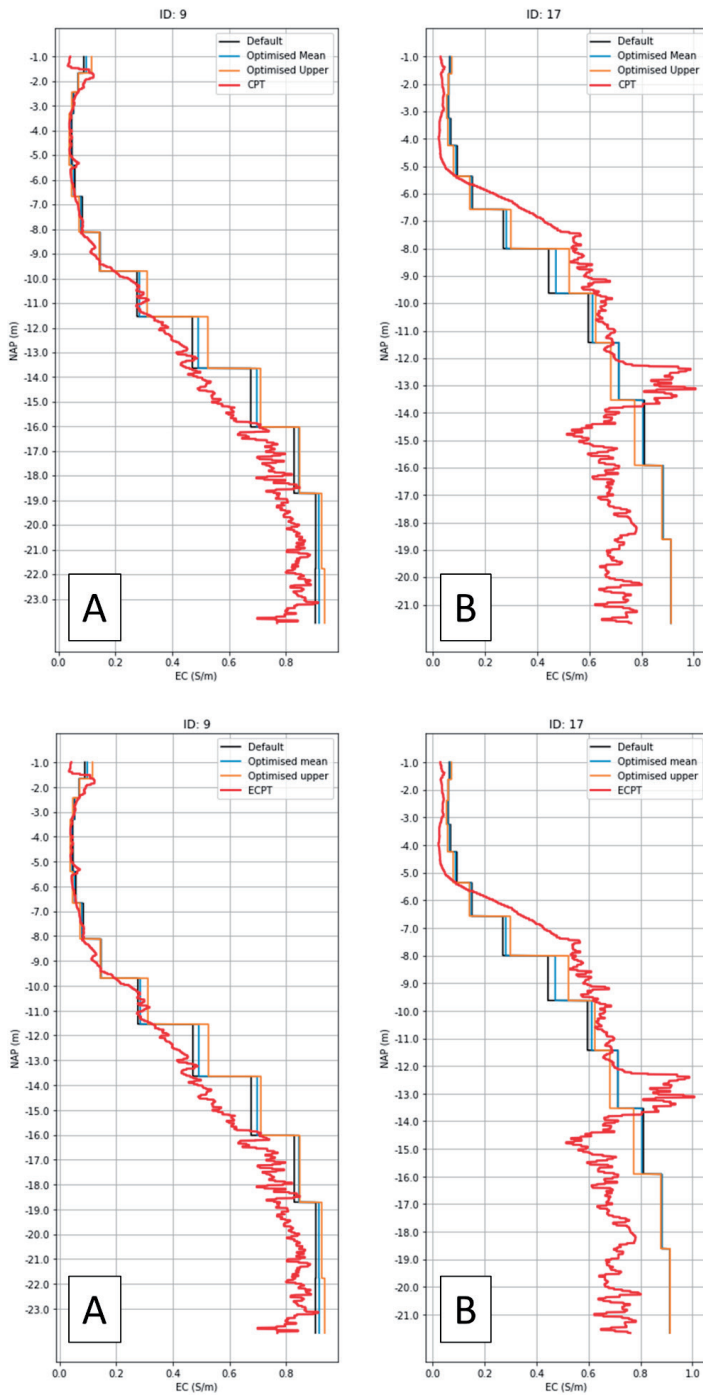 ID: 9
Default
Optimised Mean
Optimised Upper
CPT
-1.0
-2.0
-3.0
-4.0
-5.0
-6.0
-7.0
-8.0
-9.0
-10.0
-11.0
-12.0
-13.0
-14.0
-15.0
-16.0
-17.0
-18.0
-19.0
-20.0
-21.0
-22.0
-23.0
NAP (m)
A
0.0 0.2 0.4 0.6 0.8
EC (S/m)
ID: 17
Default
Optimised Mean
Optimised Upper
CPT
-1.0
-2.0
-3.0
-4.0
-5.0
-6.0
-7.0
-8.0
-9.0
-10.0
-11.0
-12.0
-13.0
-14.0
-15.0
-16.0
-17.0
-18.0
-19.0
-20.0
-21.0
NAP (m)
B
0.0 0.2 0.4 0.6 0.8 1.0
EC (S/m)
ID: 9
Default
Optimised mean
Optimised upper
ECPT
-1.0
-2.0
-3.0
-4.0
-5.0
-6.0
-7.0
-8.0
-9.0
-10.0
-11.0
-12.0
-13.0
-14.0
-15.0
-16.0
-17.0
-18.0
-19.0
-20.0
-21.0
-22.0
-23.0
NAP (m)
A
0.0 0.2 0.4 0.6 0.8
EC (S/m)
ID: 17
Default
Optimised mean
Optimised upper
ECPT
-1.0
-2.0
-3.0
-4.0
-5.0
-6.0
-7.0
-8.0
-9.0
-10.0
-11.0
-12.0
-13.0
-14.0
-15.0
-16.0
-17.0
-18.0
-19.0
-20.0
-21.0
NAP (m)
B
0.0 0.2 0.4 0.6 0.8 1.0
EC (S/m)